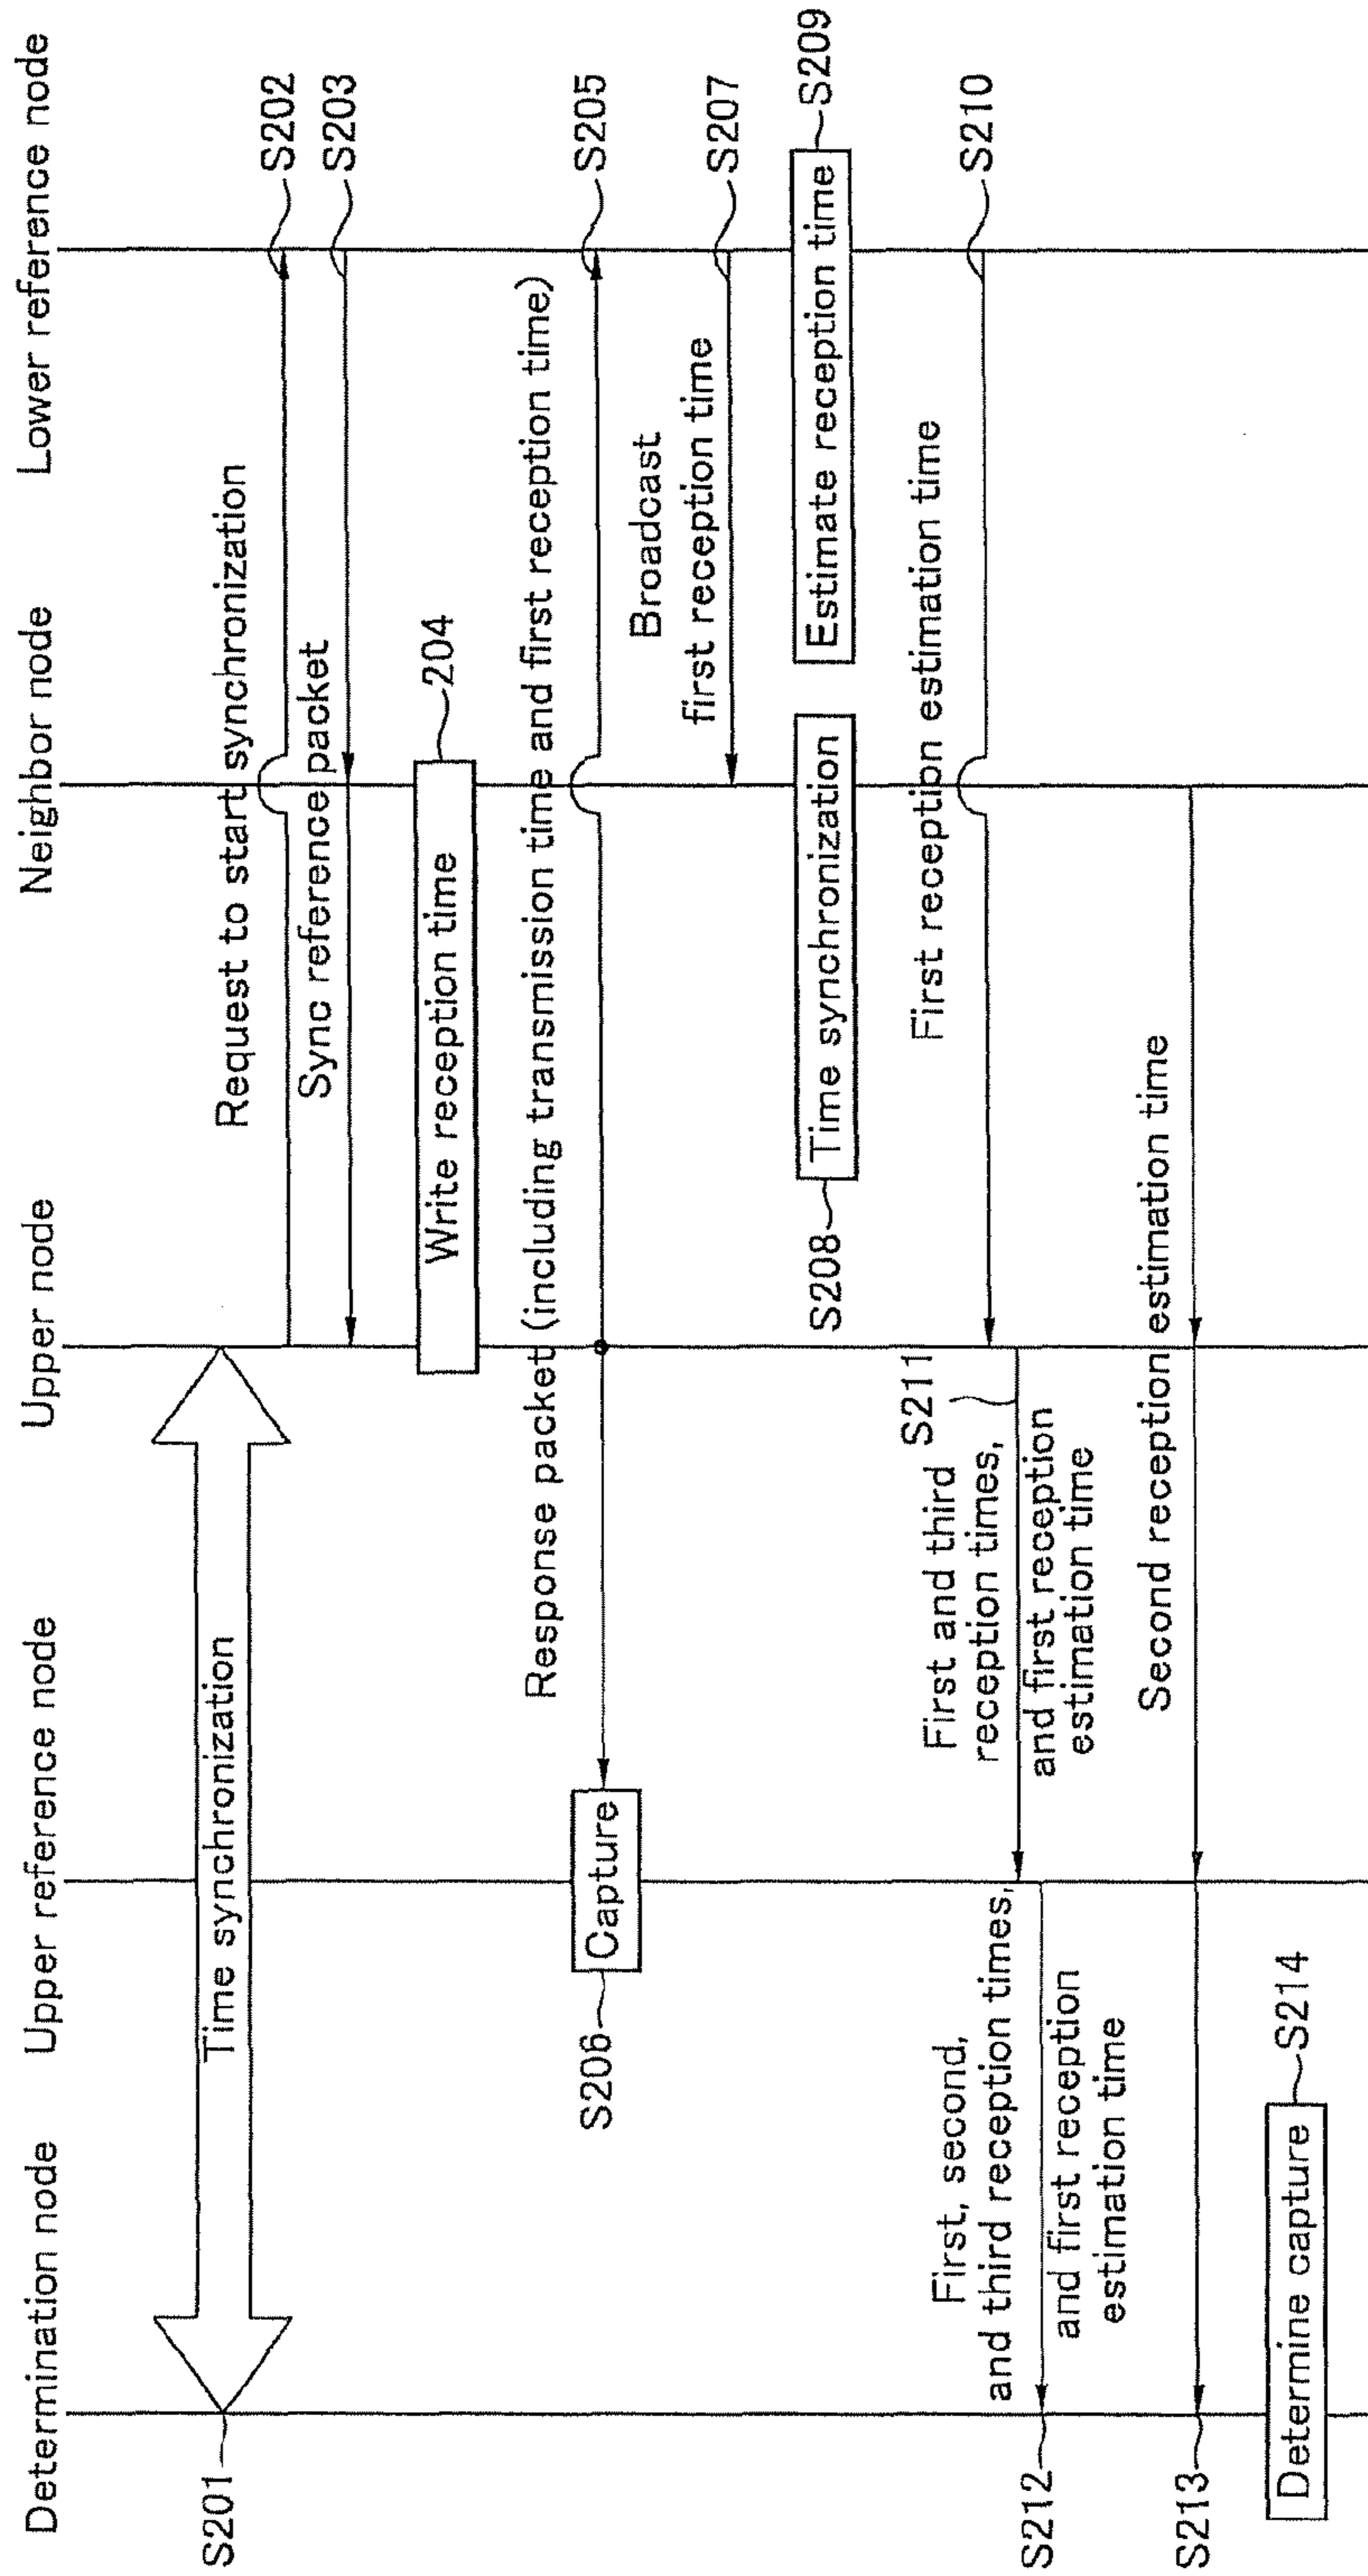 Determination node
Upper reference node
Upper node
Neighbor node
Lower reference node
S201
Time synchronization
Request to start synchronization
S202
Sync reference packet
S203
Write reception time
204
Response packet (including transmission time and first reception time)
S205
S206
Capture
Broadcast
first reception time
S207
S208
Time synchronization
Estimate reception time
S209
First reception estimation time
S210
S211
First and third
reception times,
and first reception
estimation time
First, second,
and third reception times,
and first reception
estimation time
S212
Second reception estimation time
S213
Determine capture
S214